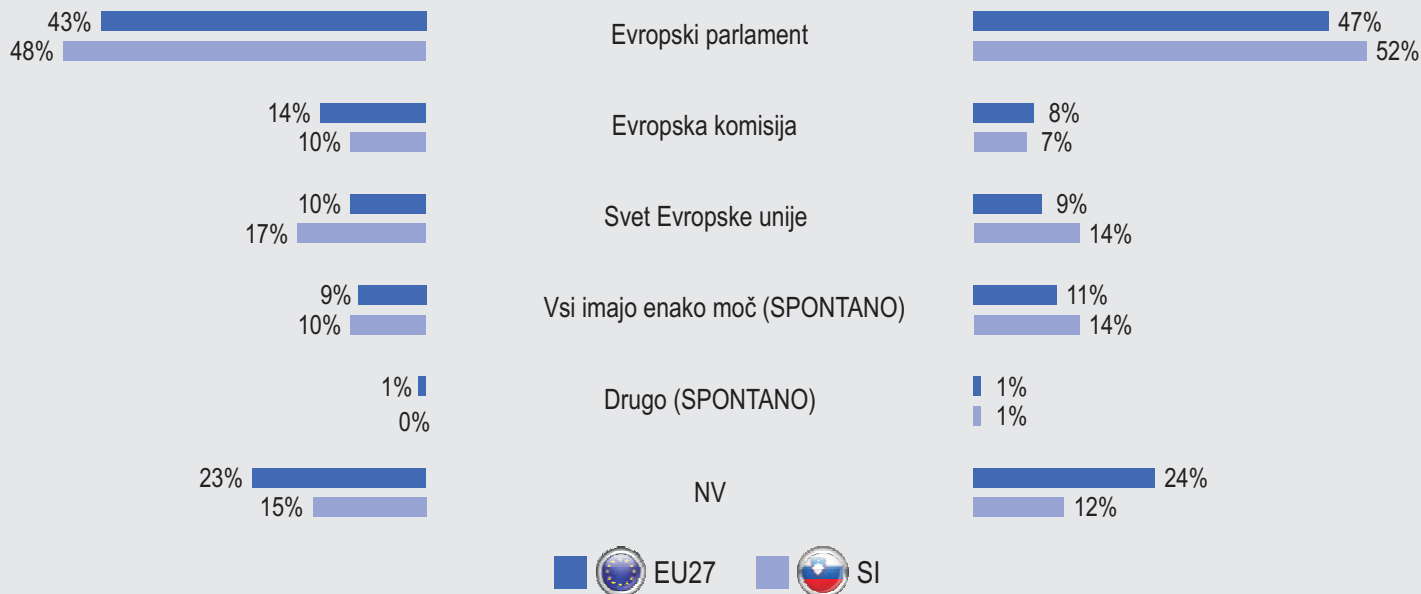 43% Evropski parlament 47%
48% 52%
14% Evropska komisija 8%
10% 7%
10% Svet Evropske unije 9%
17% 14%
9% Vsi imajo enako moč (SPONTANO) 11%
10% 14%
1% Drugo (SPONTANO) 1%
0% 1%
23% NV 24%
15% 12%
EU27 SI